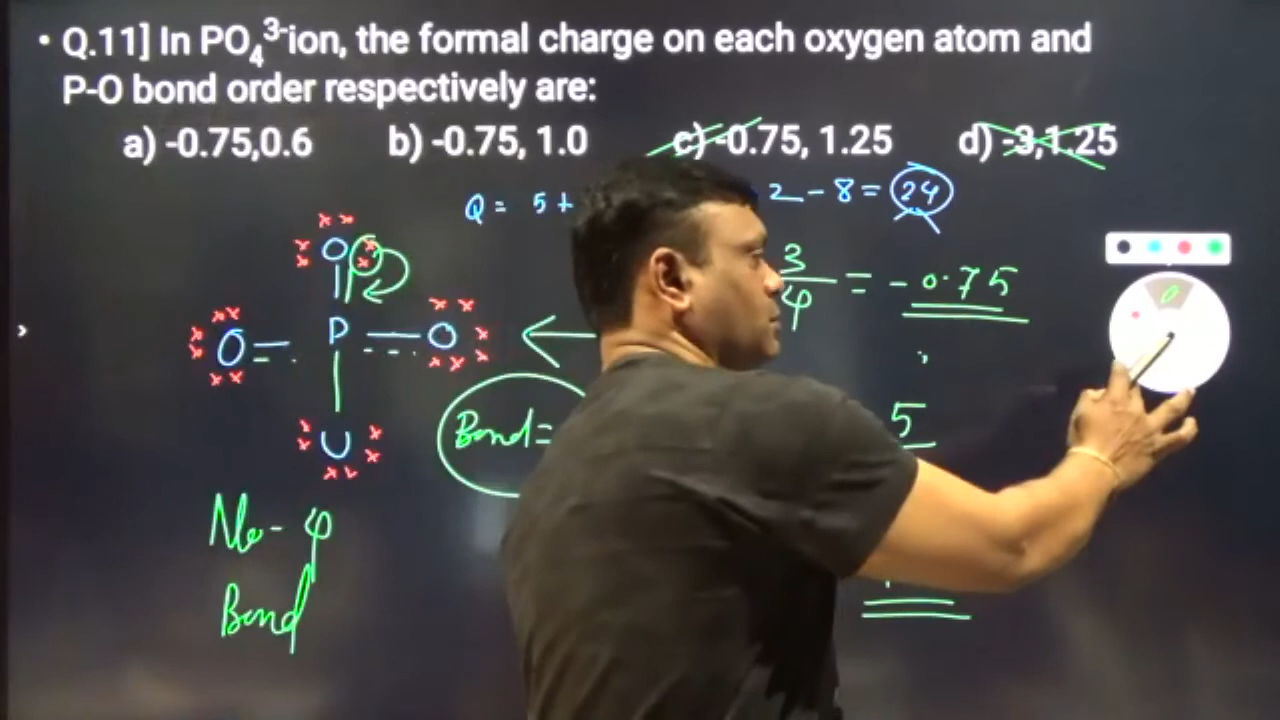 • Q.11] In PO₄³⁻ ion, the formal charge on each oxygen atom and
P-O bond order respectively are:
a) -0.75,0.6 b) -0.75, 1.0 c) -0.75, 1.25 d) -3,1.25
Q = 5 + 2 - 8 = 24
3/4 = - 0.75
O
O = P - O
Bond =
5
No- 4
Bond